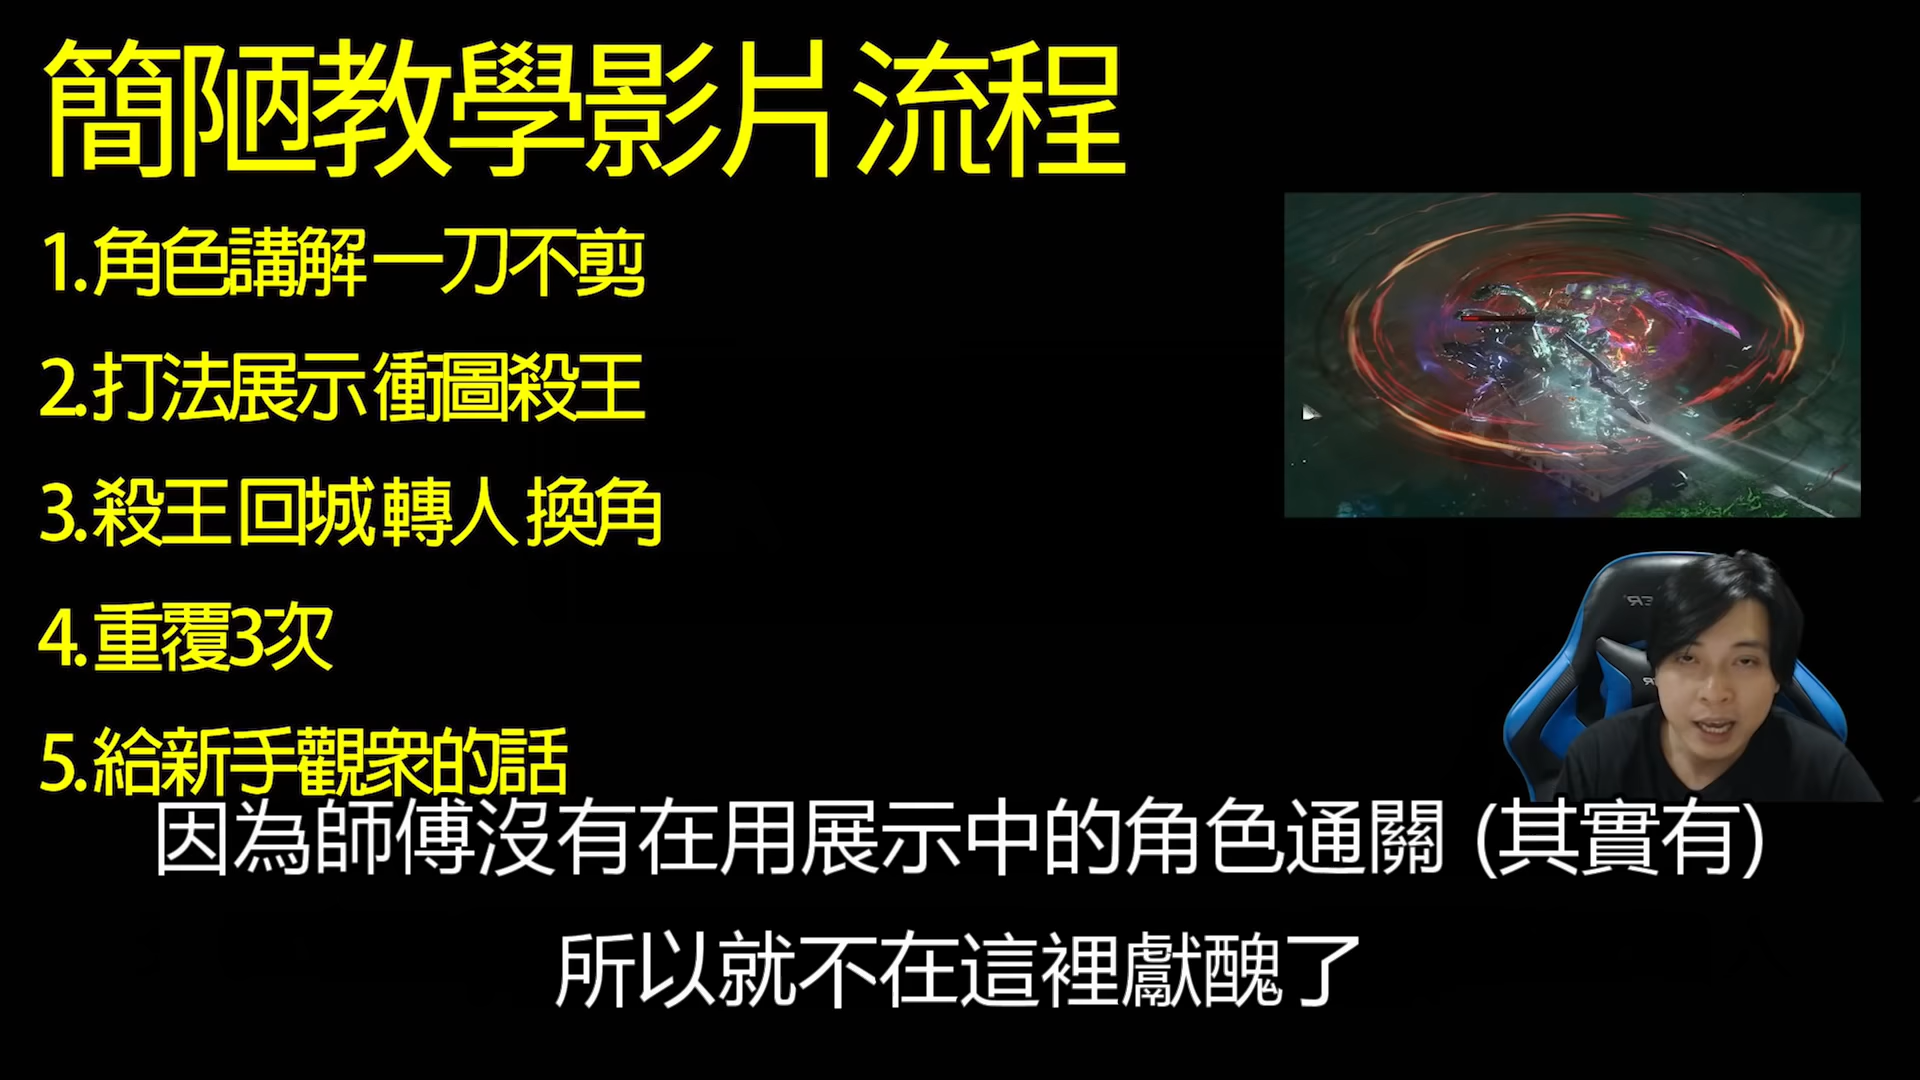 簡陋教學影片流程
1. 角色講解 一刀不剪
2. 打法展示 衝圖殺王
3. 殺王 回城 轉人 換角
4. 重覆3次
5. 給新手觀眾的話
因為師傅沒有在用展示中的角色通關 (其實有)
所以就不在這裡獻醜了